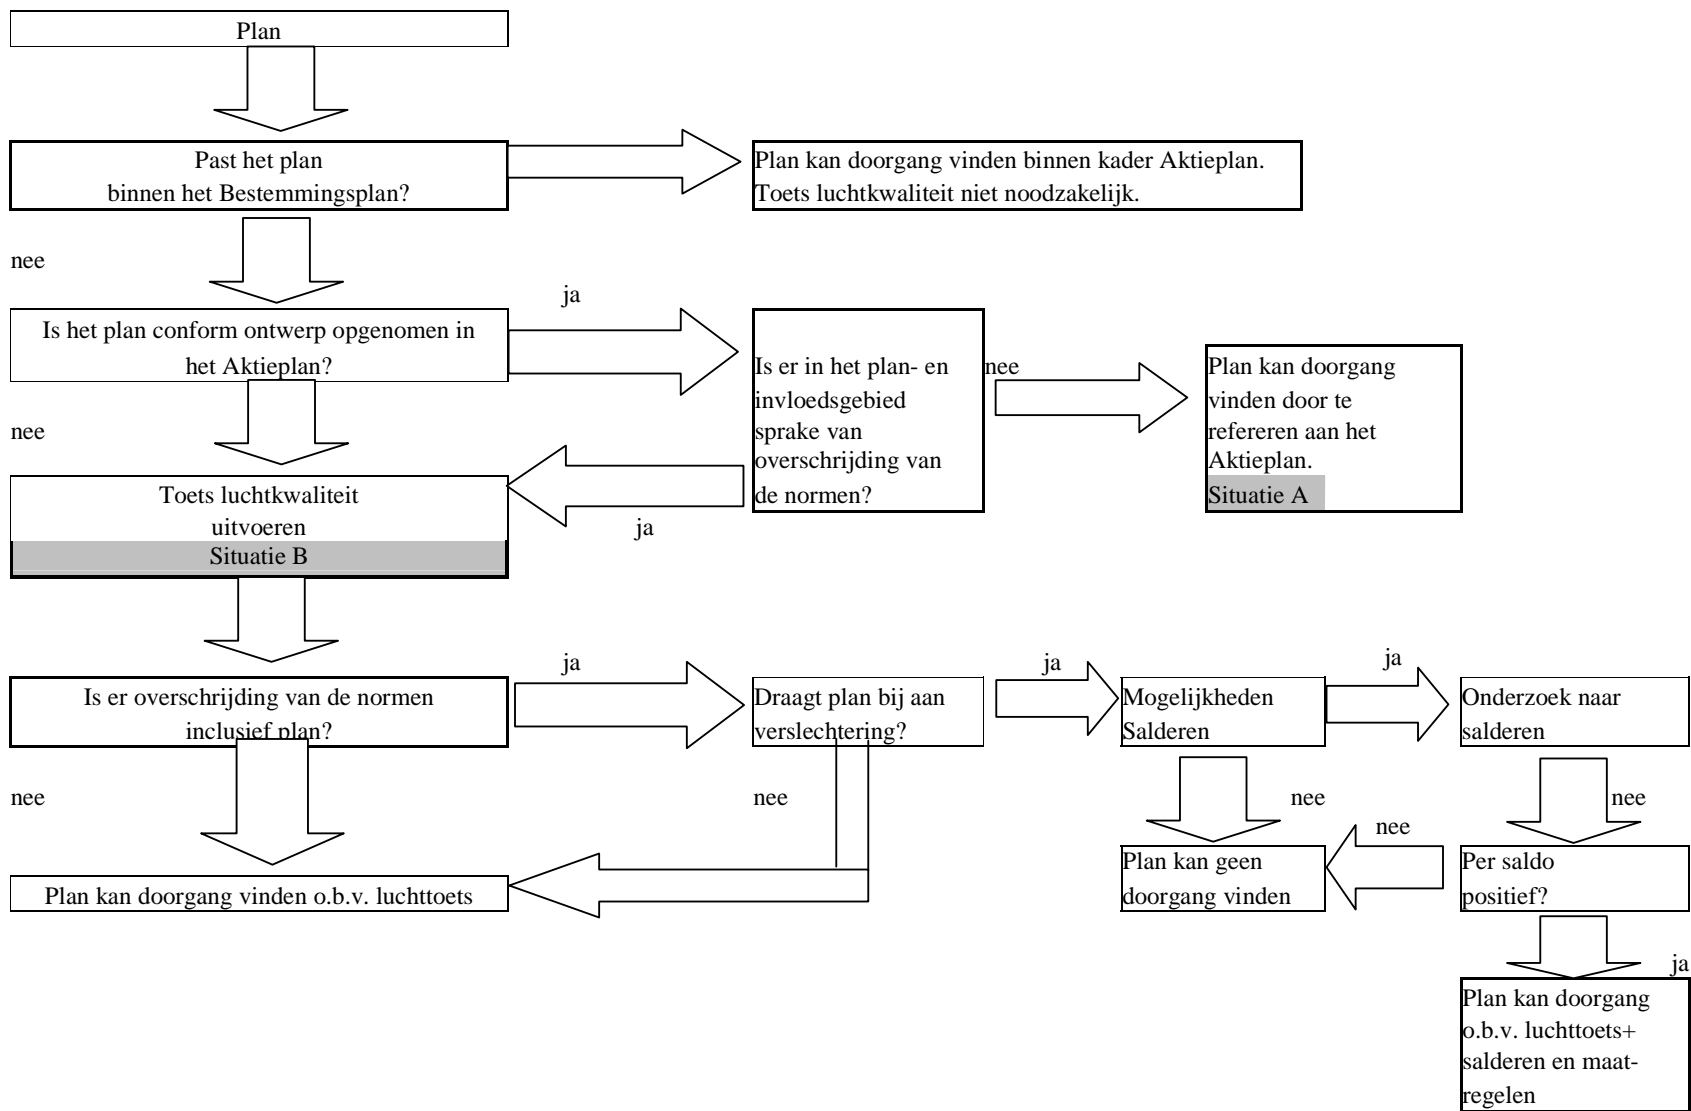 Plan
Past het plan
binnen het Bestemmingsplan?
Plan kan doorgang vinden binnen kader Aktieplan.
Toets luchtkwaliteit niet noodzakelijk.
nee
ja
Is het plan conform ontwerp opgenomen in
het Aktieplan?
Is er in het plan- en
invloedsgebied
sprake van
overschrijding van
de normen?
nee
Plan kan doorgang
vinden door te
refereren aan het
Aktieplan.
Situatie A
nee
ja
Toets luchtkwaliteit
uitvoeren
Situatie B
ja
ja
ja
Is er overschrijding van de normen
inclusief plan?
Draagt plan bij aan
verslechtering?
Mogelijkheden
Salderen
Onderzoek naar
salderen
nee
nee
nee
nee
nee
Plan kan geen
doorgang vinden
Per saldo
positief?
Plan kan doorgang vinden o.b.v. luchttoets
ja
Plan kan doorgang
o.b.v. luchttoets+
salderen en maat-
regelen